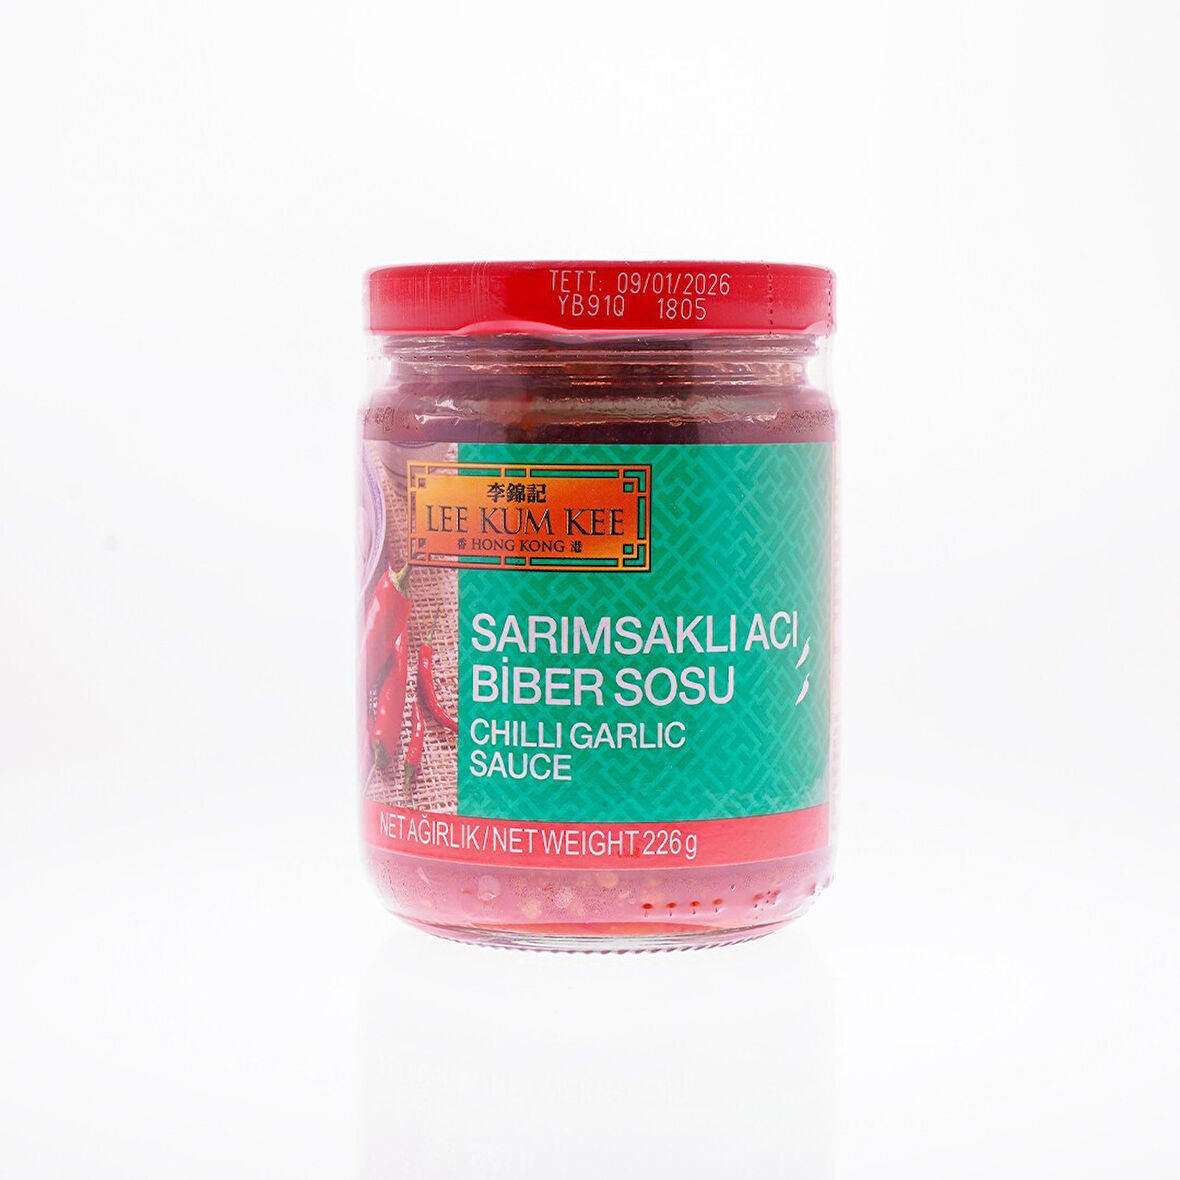 TETT: 09/01/2026
YB91Q 1805
李錦記
LEE KUM KEE
香 HONG KONG 港
SARIMSAKLI ACI
BİBER SOSU
CHILLI GARLIC
SAUCE
NET AĞIRLIK / NET WEIGHT 226 g